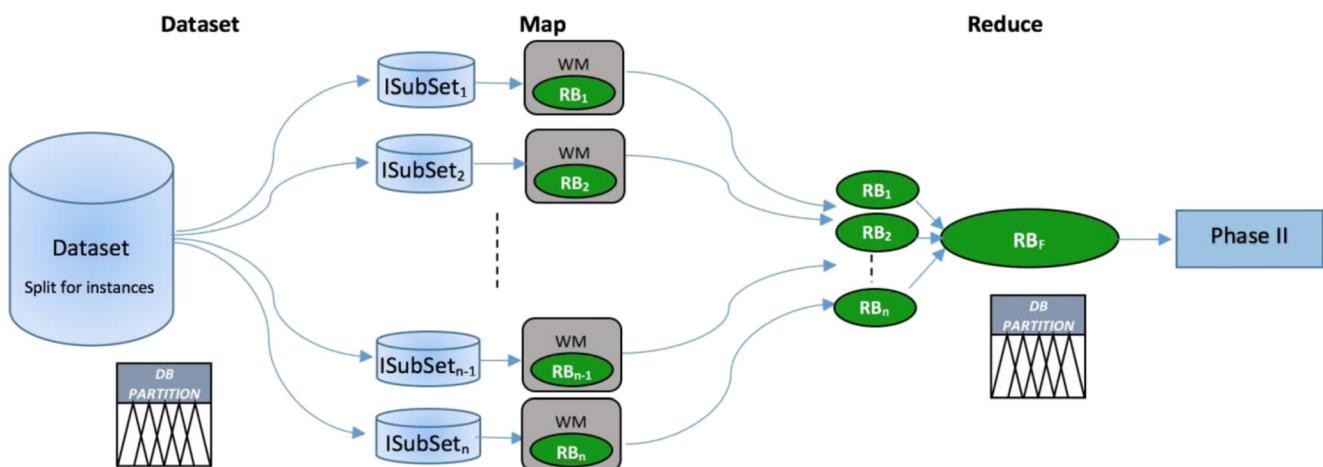 Dataset
Map
Reduce
ISubSet₁
WM
RB₁
ISubSet₂
WM
RB₂
Dataset
Split for instances
RB₁
RB₂
RBₙ
RB_F
Phase II
DB
PARTITION
ISubSetₙ₋₁
WM
RBₙ₋₁
DB
PARTITION
ISubSetₙ
WM
RBₙ